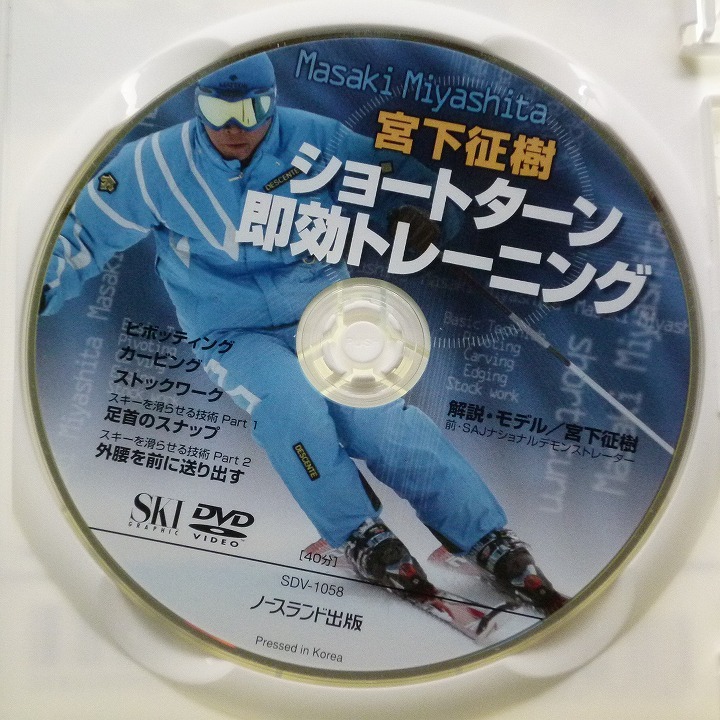 Masaki Miyashita
宮下征樹
ショートターン
即効トレーニング
DESCENTE
ピボッティング
カービング
ストックワーク
スキーを滑らせる技術 Part 1
足首のスナップ
スキーを滑らせる技術 Part 2
外腰を前に送り出す
Carving
Edging
Stock work
解説・モデル／宮下征樹
前・SAJナショナルデモンストレーター
DESCENTE
SKI
GRAPHIC
DVD
VIDEO™
[40分]
SDV-1058
ノースランド出版
Pressed in Korea